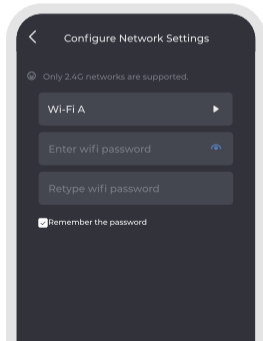 Configure Network Settings
Only 2.4G networks are supported.
Wi-Fi A
Enter wifi password
Retype wifi password
Remember the password